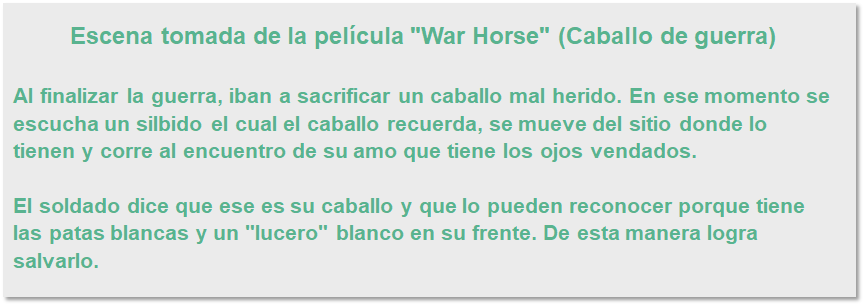 Escena tomada de la película "War Horse" (Caballo de guerra)
Al finalizar la guerra, iban a sacrificar un caballo mal herido. En ese momento se
escucha un silbido el cual el caballo recuerda, se mueve del sitio donde lo
tienen y corre al encuentro de su amo que tiene los ojos vendados.
El soldado dice que ese es su caballo y que lo pueden reconocer porque tiene
las patas blancas y un "lucero" blanco en su frente. De esta manera logra
salvarlo.